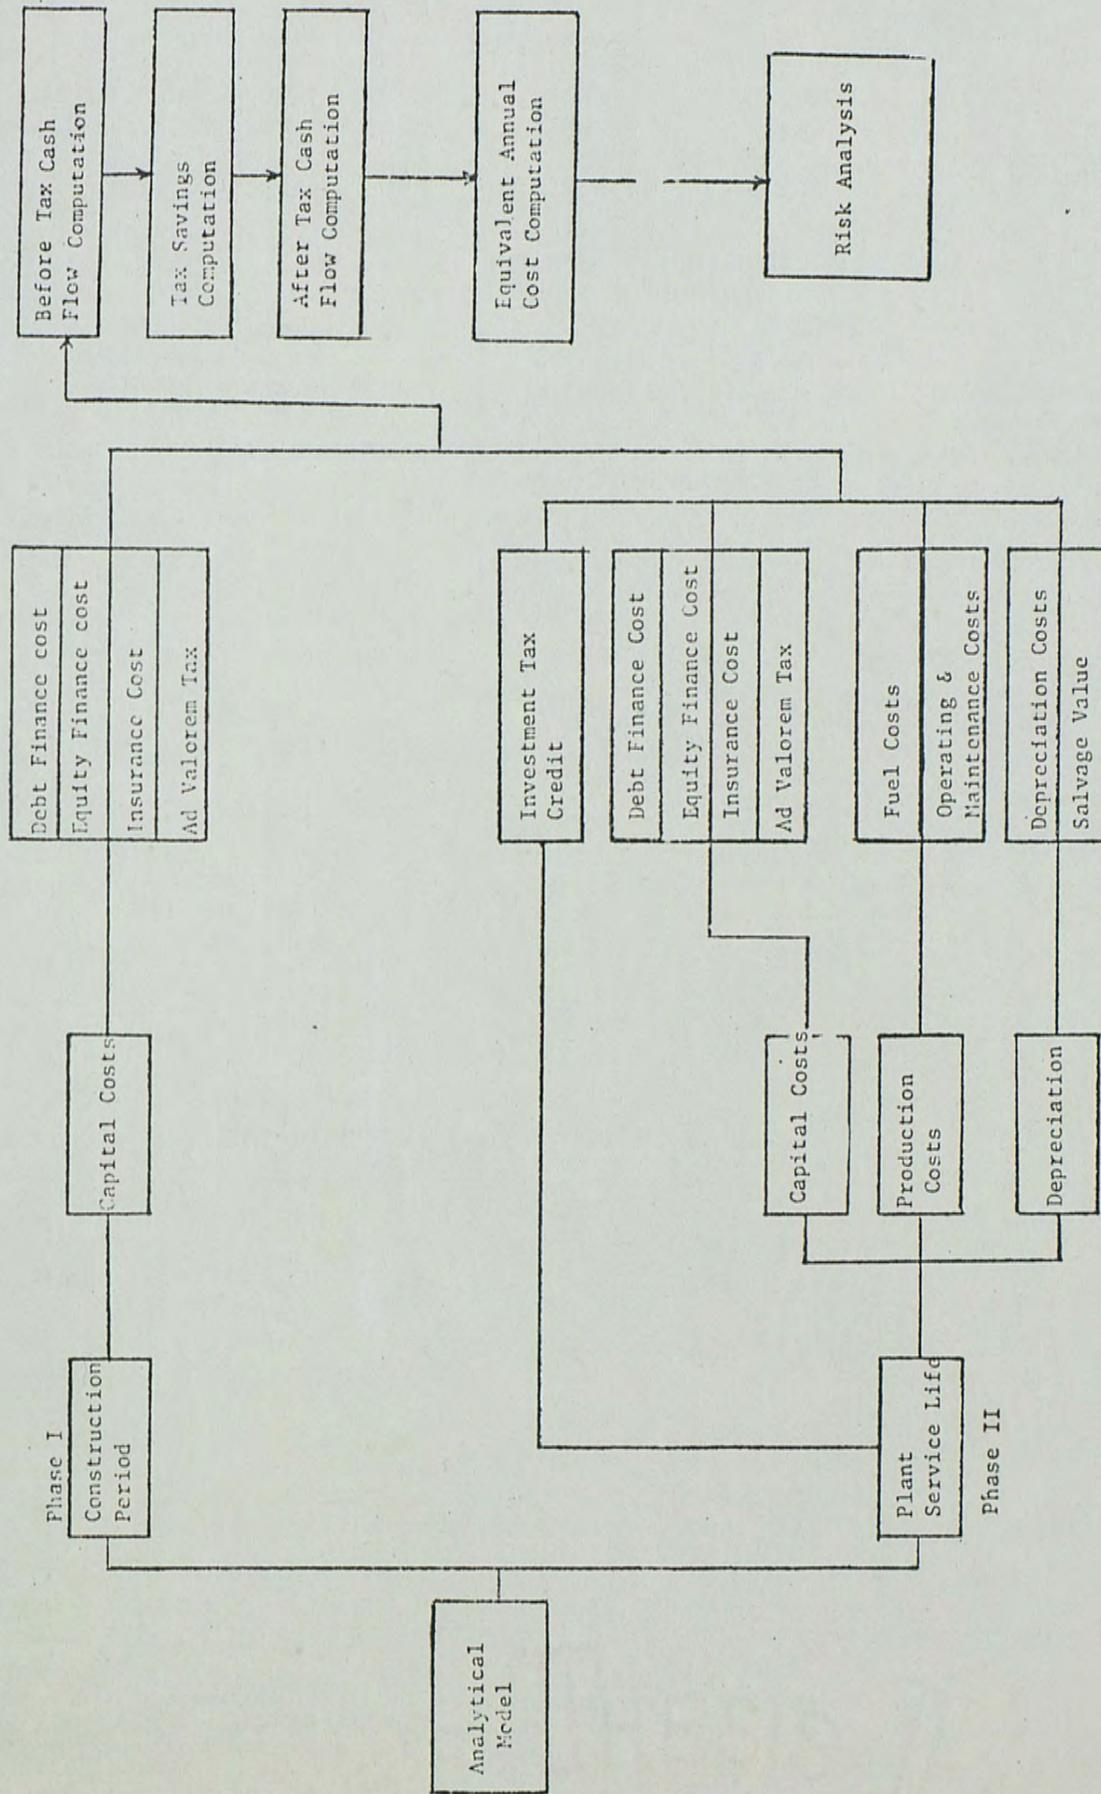 Analytical
Model
Phase I
Construction
Period
Capital Costs
Debt Finance cost
Equity Finance cost
Insurance Cost
Ad Valorem Tax
Plant
Service Life
Phase II
Investment Tax
Credit
Capital Costs
Debt Finance Cost
Equity Finance Cost
Insurance Cost
Ad Valorem Tax
Production
Costs
Fuel Costs
Operating &
Maintenance Costs
Depreciation
Depreciation Costs
Salvage Value
Before Tax Cash
Flow Computation
Tax Savings
Computation
After Tax Cash
Flow Computation
Equivalent Annual
Cost Computation
Risk Analysis